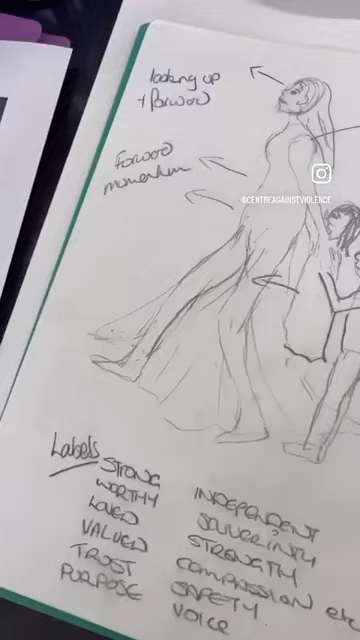 looking up
+ forward
forward
momentum
@CENTREAGAINSTVIOLENCE
Labels
STRONG
WORTHY
LOVED
VALUED
TRUST
PURPOSE
INDEPENDENT
SOVERINTY
STRENGTH
COMPASSION etc
SAFETY
VOICE